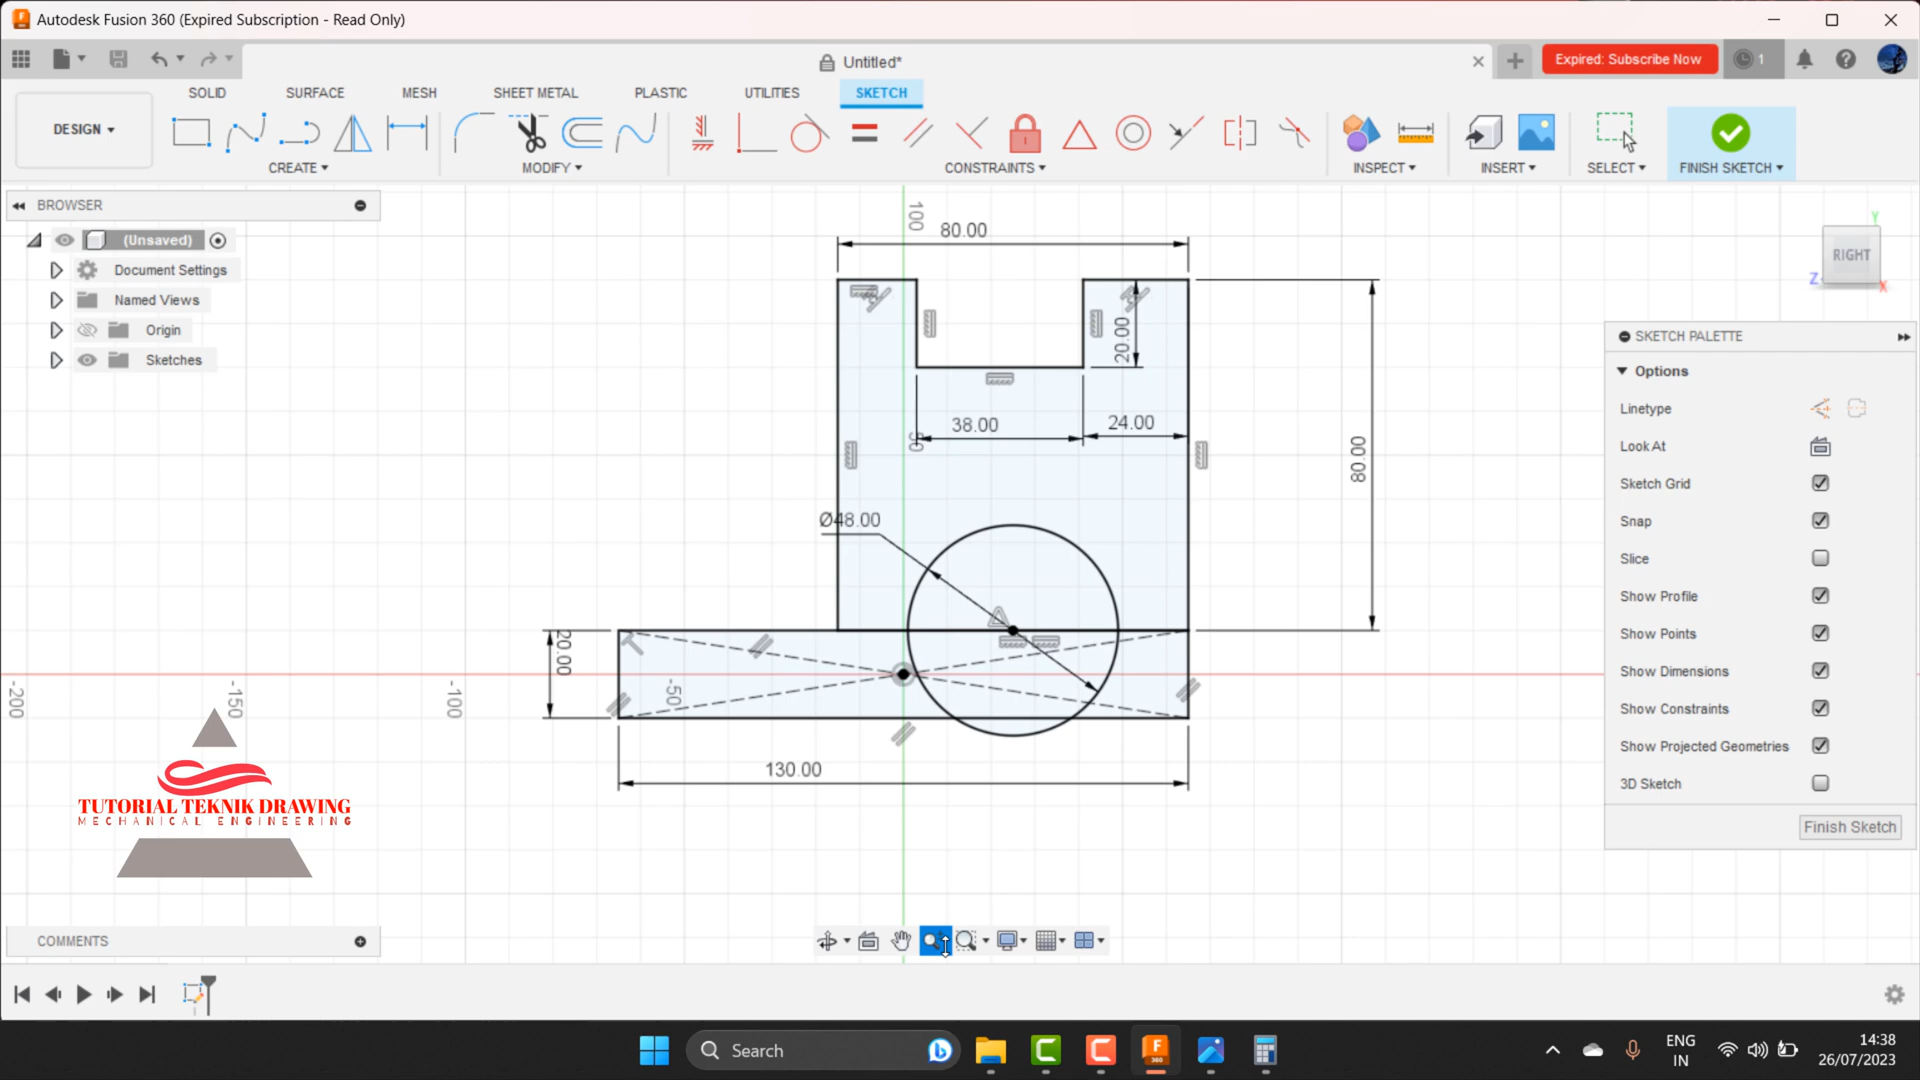 Autodesk Fusion 360 (Expired Subscription - Read Only)
Untitled*
Expired: Subscribe Now
1
SOLID
SURFACE
MESH
SHEET METAL
PLASTIC
UTILITIES
SKETCH
DESIGN
CREATE
MODIFY
CONSTRAINTS
INSPECT
INSERT
SELECT
FINISH SKETCH
BROWSER
(Unsaved)
Document Settings
Named Views
Origin
Sketches
100
80.00
20.00
38.00
24.00
80.00
Ø48.00
20.00
130.00
-200
-150
-100
-50
Y
RIGHT
Z
X
SKETCH PALETTE
Options
Linetype
Look At
Sketch Grid
Snap
Slice
Show Profile
Show Points
Show Dimensions
Show Constraints
Show Projected Geometries
3D Sketch
Finish Sketch
TUTORIAL TEKNIK DRAWING
MECHANICAL ENGINEERING
COMMENTS
Search
F
360
ENG
IN
14:38
26/07/2023